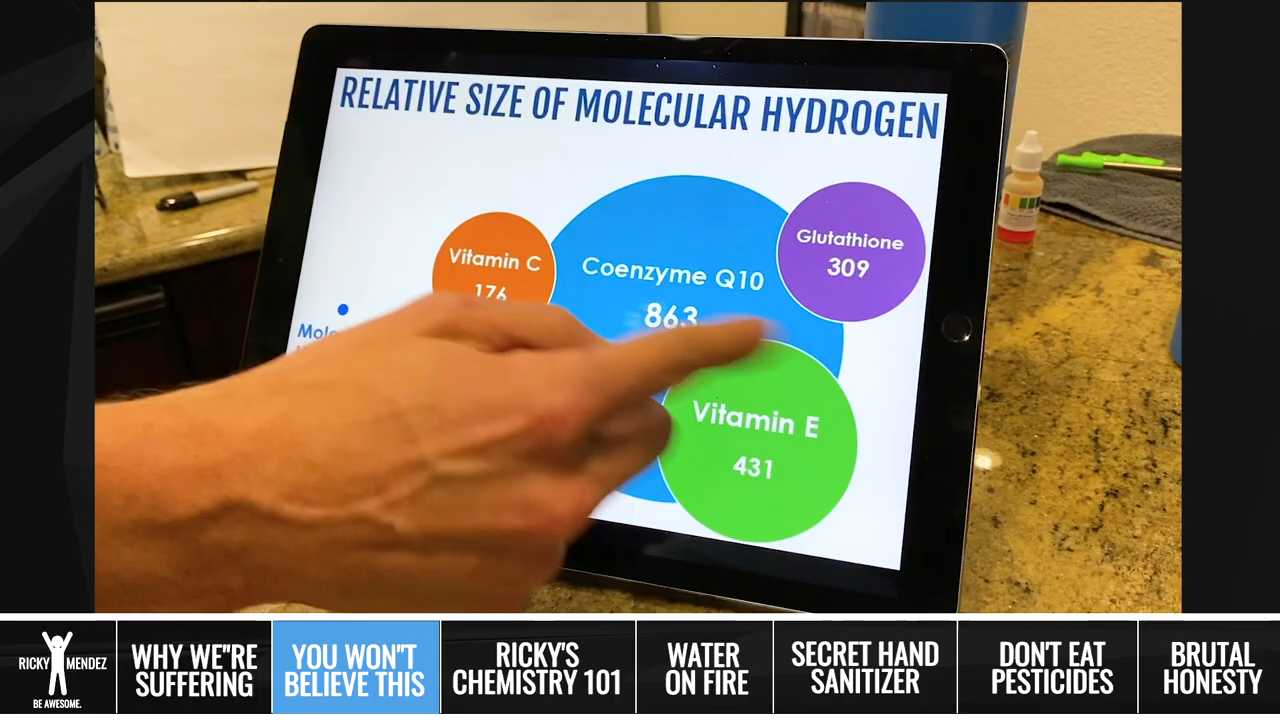 RELATIVE SIZE OF MOLECULAR HYDROGEN
Vitamin C
176
Coenzyme Q10
863
Glutathione
309
Vitamin E
431
RICKY MENDEZ
BE AWESOME.
WHY WE"RE
SUFFERING
YOU WON"T
BELIEVE THIS
RICKY'S
CHEMISTRY 101
WATER
ON FIRE
SECRET HAND
SANITIZER
DON'T EAT
PESTICIDES
BRUTAL
HONESTY